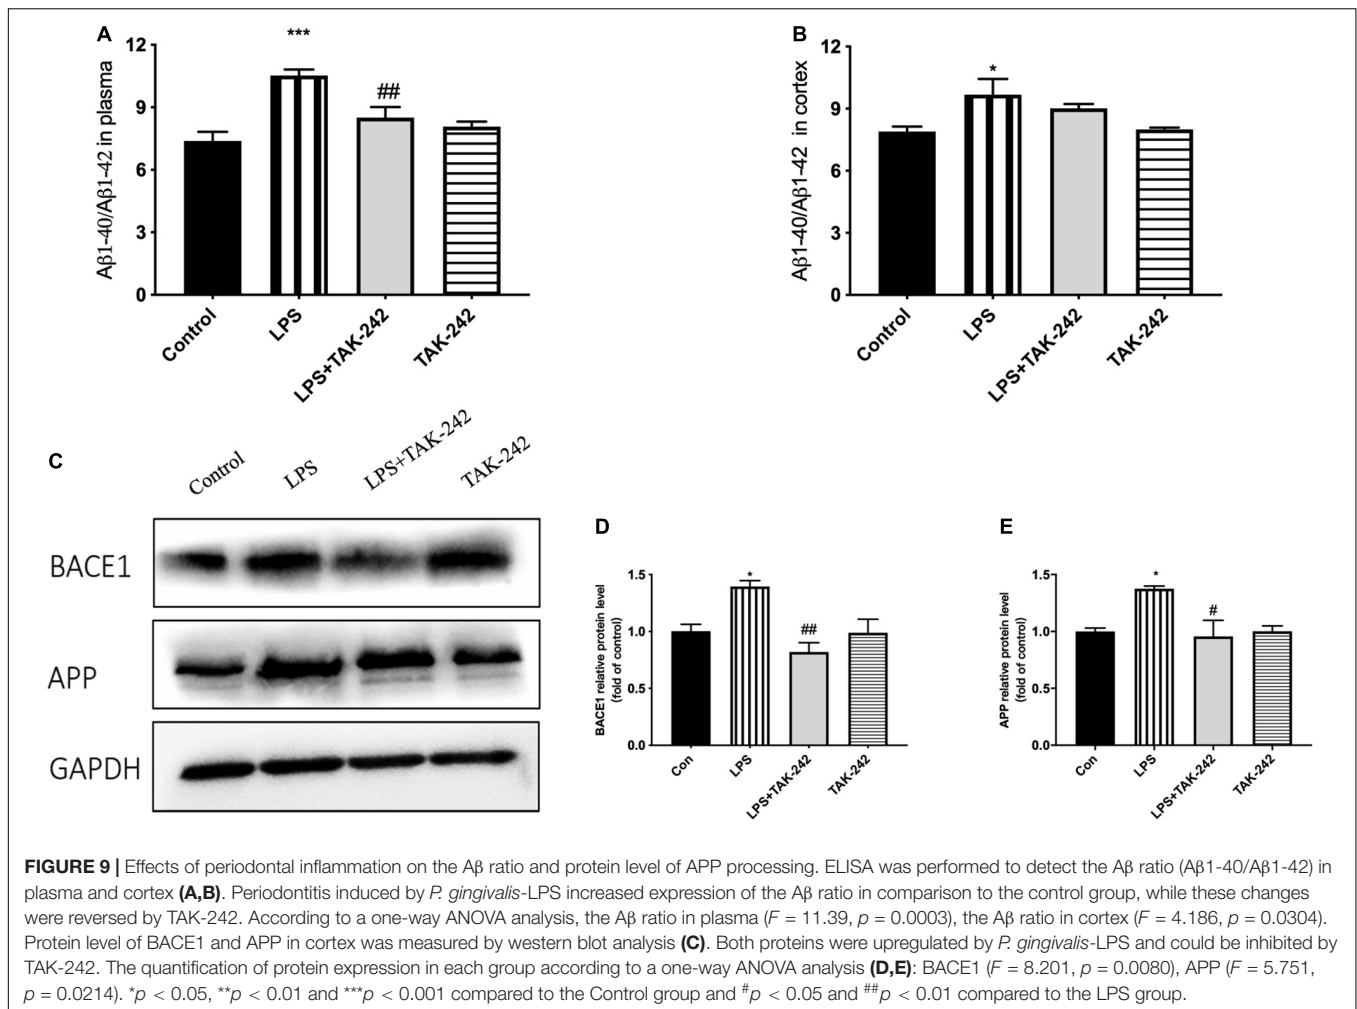 A
Aβ1-40/Aβ1-42 in plasma
12
9
6
3
0
***
##
Control
LPS
LPS+TAK-242
TAK-242
B
Aβ1-40/Aβ1-42 in cortex
12
9
6
3
0
*
Control
LPS
LPS+TAK-242
TAK-242
C
Control
LPS
LPS+TAK-242
TAK-242
BACE1
APP
GAPDH
D
BACE1 relative protein level
(fold of control)
1.5
1.0
0.5
0.0
*
##
Con
LPS
LPS+TAK-242
TAK-242
E
APP relative protein level
(fold of control)
1.5
1.0
0.5
0.0
*
#
Con
LPS
LPS+TAK-242
TAK-242
FIGURE 9 | Effects of periodontal inflammation on the Aβ ratio and protein level of APP processing. ELISA was performed to detect the Aβ ratio (Aβ1-40/Aβ1-42) in
plasma and cortex (A,B). Periodontitis induced by P. gingivalis-LPS increased expression of the Aβ ratio in comparison to the control group, while these changes
were reversed by TAK-242. According to a one-way ANOVA analysis, the Aβ ratio in plasma (F = 11.39, p = 0.0003), the Aβ ratio in cortex (F = 4.186, p = 0.0304).
Protein level of BACE1 and APP in cortex was measured by western blot analysis (C). Both proteins were upregulated by P. gingivalis-LPS and could be inhibited by
TAK-242. The quantification of protein expression in each group according to a one-way ANOVA analysis (D,E): BACE1 (F = 8.201, p = 0.0080), APP (F = 5.751,
p = 0.0214). *p < 0.05, **p < 0.01 and ***p < 0.001 compared to the Control group and #p < 0.05 and ##p < 0.01 compared to the LPS group.